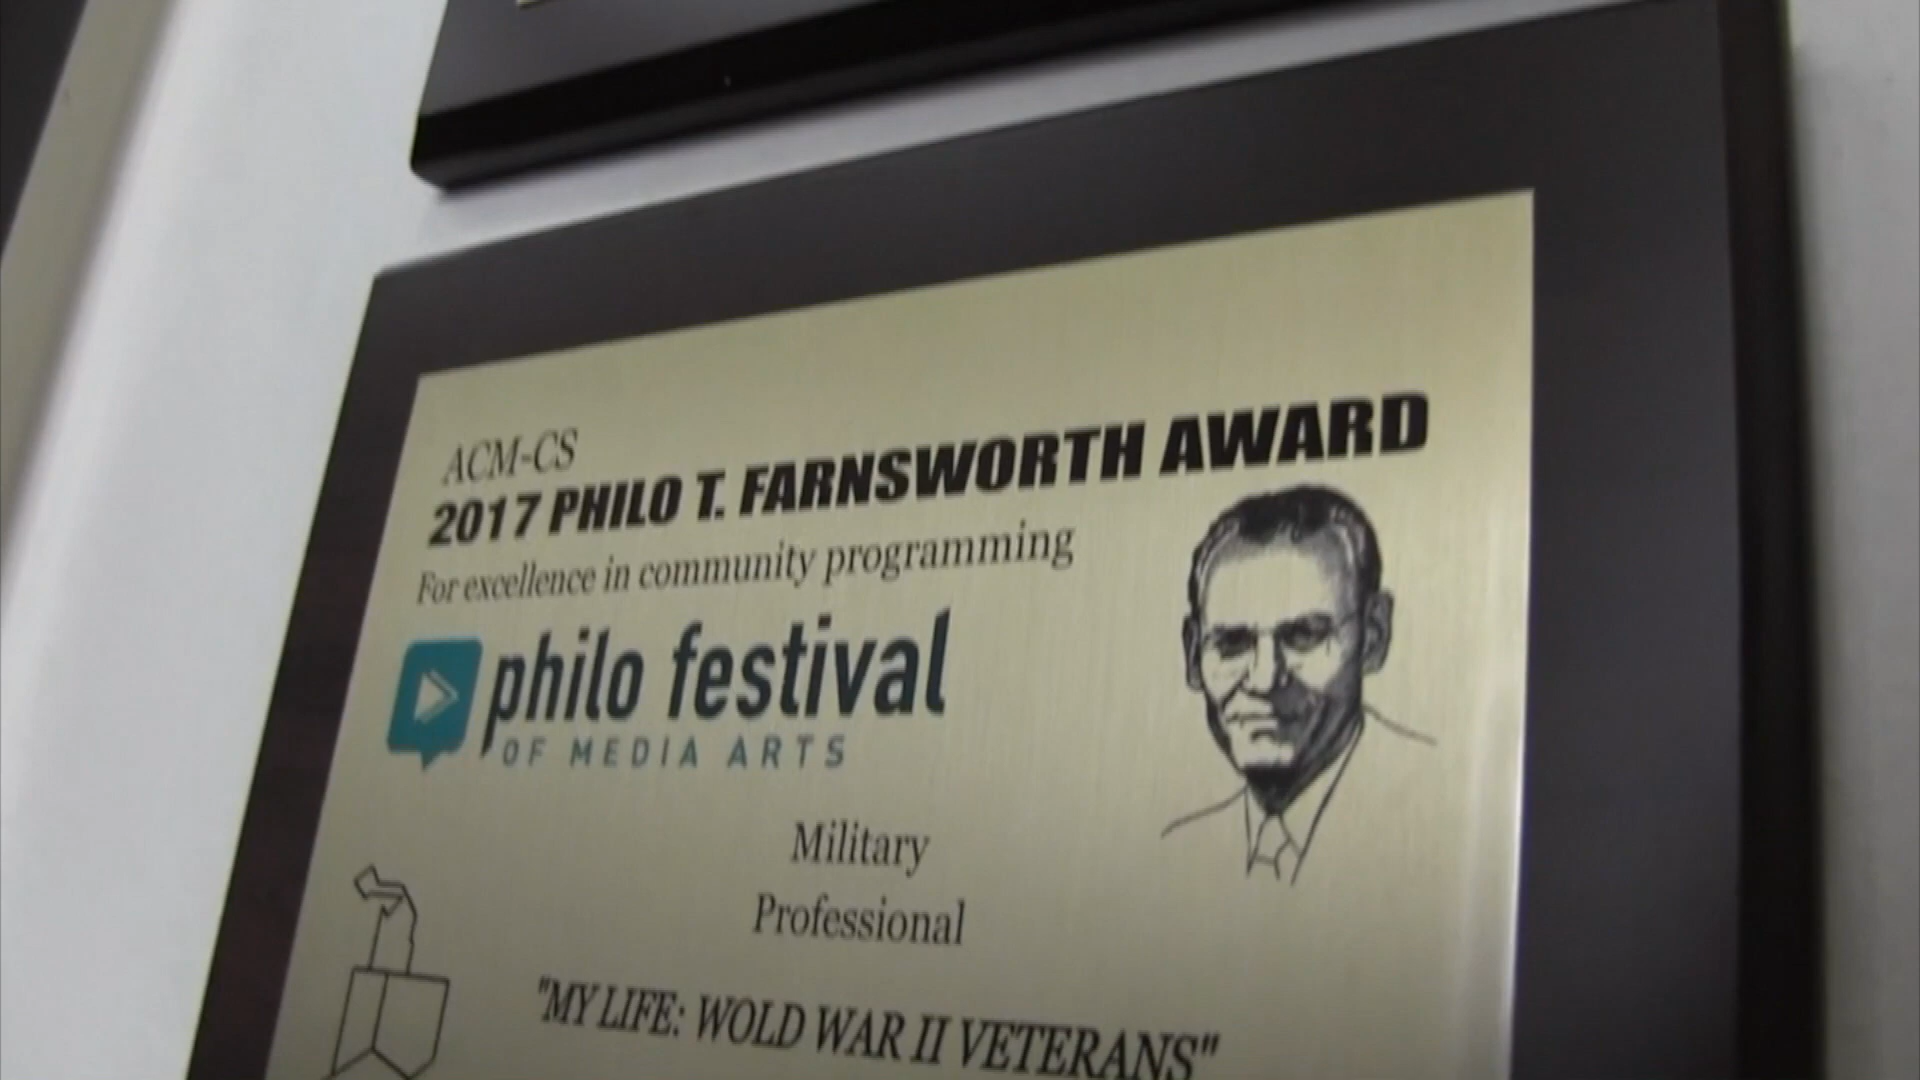 ACM-CS
2017 PHILO T. FARNSWORTH AWARD
For excellence in community programming
philo festival
OF MEDIA ARTS
Military
Professional
"MY LIFE: WOLD WAR II VETERANS"